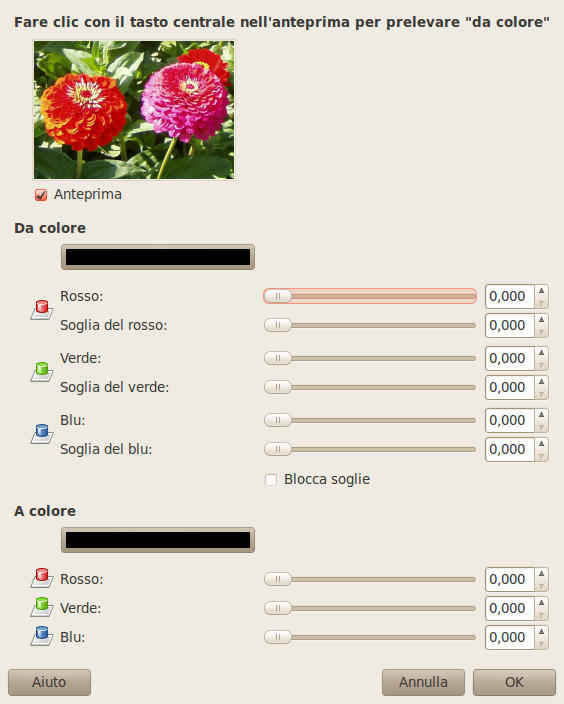 Fare clic con il tasto centrale nell'anteprima per prelevare "da colore"
Anteprima
Da colore
Rosso: 0,000
Soglia del rosso: 0,000
Verde: 0,000
Soglia del verde: 0,000
Blu: 0,000
Soglia del blu: 0,000
Blocca soglie
A colore
Rosso: 0,000
Verde: 0,000
Blu: 0,000
Aiuto Annulla OK